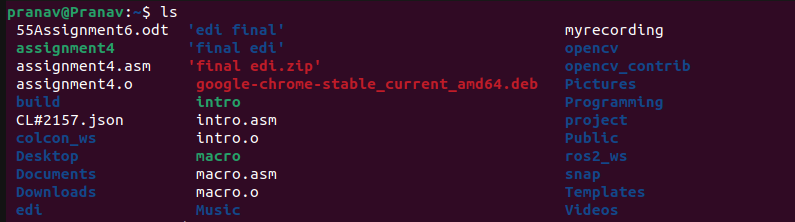 pranav@Pranav:~$ ls
55Assignment6.odt 'edi final' myrecording
assignment4 'final edi' opencv
assignment4.asm 'final edi.zip' opencv_contrib
assignment4.o google-chrome-stable_current_amd64.deb Pictures
build intro Programming
CL#2157.json intro.asm project
colcon_ws intro.o Public
Desktop macro ros2_ws
Documents macro.asm snap
Downloads macro.o Templates
edi Music Videos